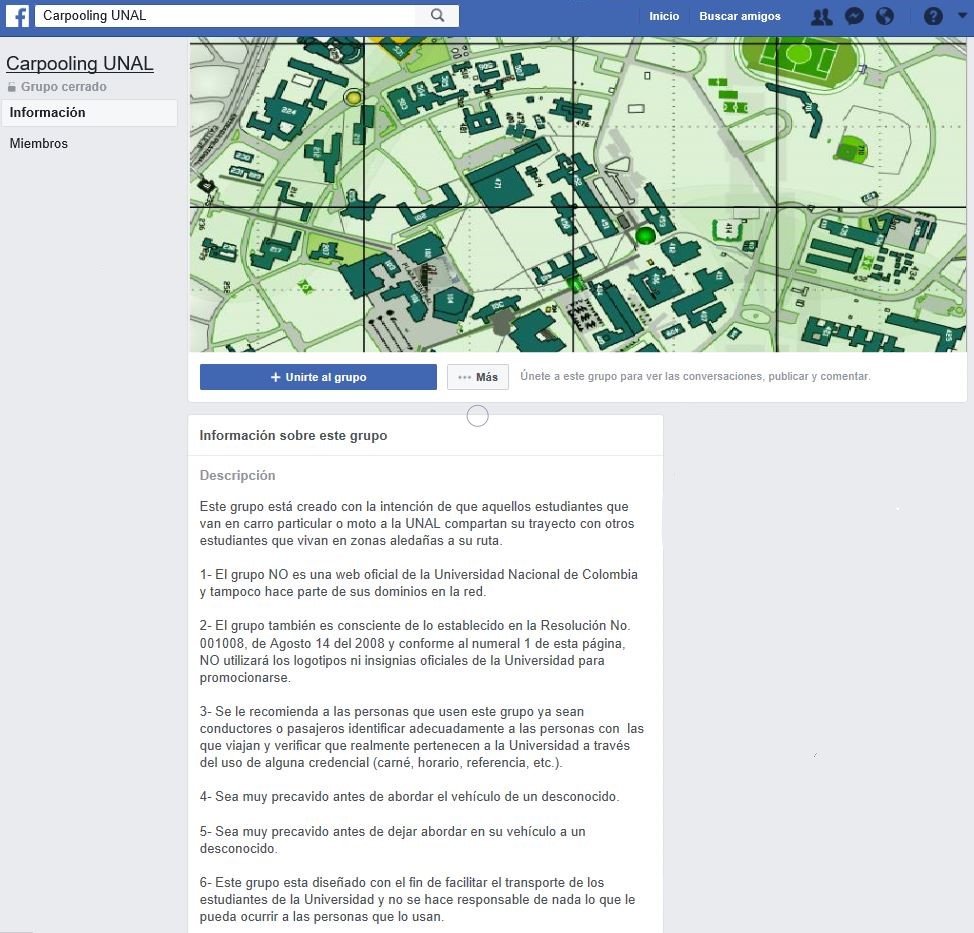 Carpooling UNAL
Inicio
Buscar amigos
Carpooling UNAL
Grupo cerrado
Información
Miembros
224
471
476
+ Unirte al grupo
Más
Únete a este grupo para ver las conversaciones, publicar y comentar.
Información sobre este grupo
Descripción
Este grupo está creado con la intención de que aquellos estudiantes que
van en carro particular o moto a la UNAL compartan su trayecto con otros
estudiantes que vivan en zonas aledañas a su ruta.
1- El grupo NO es una web oficial de la Universidad Nacional de Colombia
y tampoco hace parte de sus dominios en la red.
2- El grupo también es consciente de lo establecido en la Resolución No.
001008, de Agosto 14 del 2008 y conforme al numeral 1 de esta página,
NO utilizará los logotipos ni insignias oficiales de la Universidad para
promocionarse.
3- Se le recomienda a las personas que usen este grupo ya sean
conductores o pasajeros identificar adecuadamente a las personas con  las
que viajan y verificar que realmente pertenecen a la Universidad a través
del uso de alguna credencial (carné, horario, referencia, etc.).
4- Sea muy precavido antes de abordar el vehículo de un desconocido.
5- Sea muy precavido antes de dejar abordar en su vehículo a un
desconocido.
6- Este grupo esta diseñado con el fin de facilitar el transporte de los
estudiantes de la Universidad y no se hace responsable de nada lo que le
pueda ocurrir a las personas que lo usan.